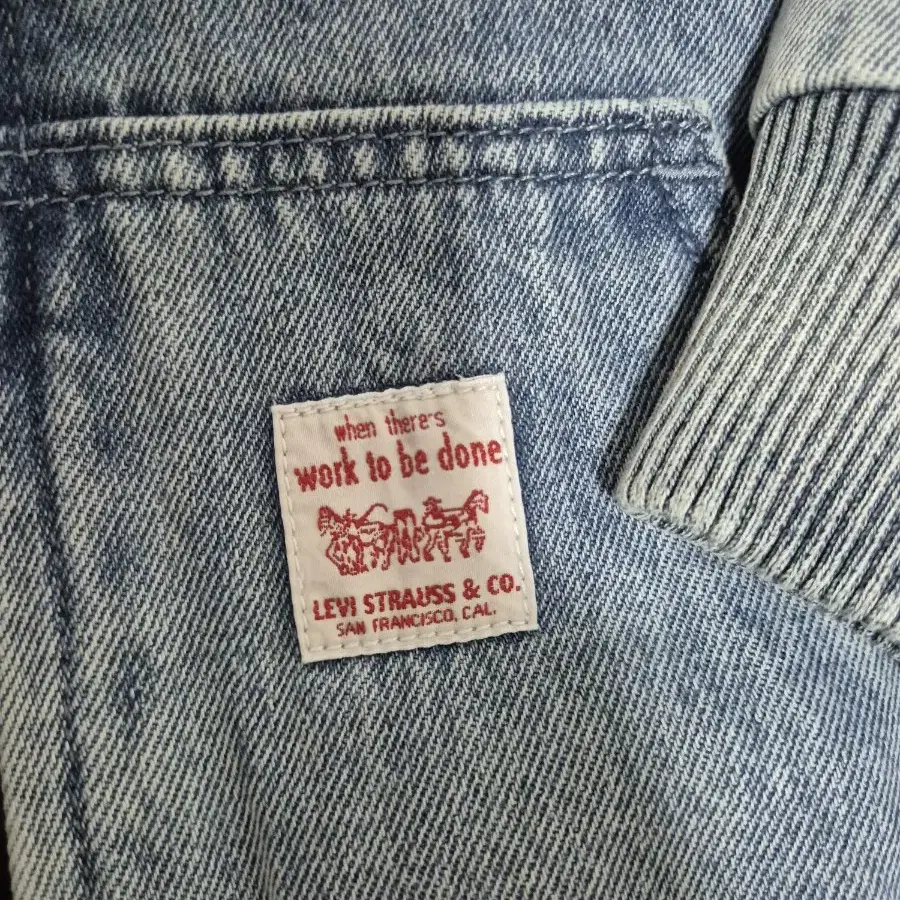 when there's
work to be done
LEVI STRAUSS & CO.
SAN FRANCISCO, CAL.